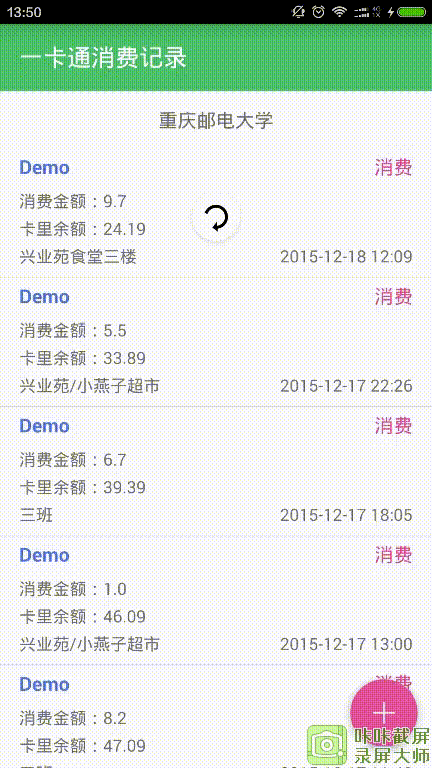 13:50
一卡通消费记录
重庆邮电大学
Demo 消费
消费金额：9.7
卡里余额：24.19
兴业苑食堂三楼 2015-12-18 12:09
Demo 消费
消费金额：5.5
卡里余额：33.89
兴业苑/小燕子超市 2015-12-17 22:26
Demo 消费
消费金额：6.7
卡里余额：39.39
三班 2015-12-17 18:05
Demo 消费
消费金额：1.0
卡里余额：46.09
兴业苑/小燕子超市 2015-12-17 13:00
Demo 消费
消费金额：8.2
卡里余额：47.09
咔咔截屏
录屏大师